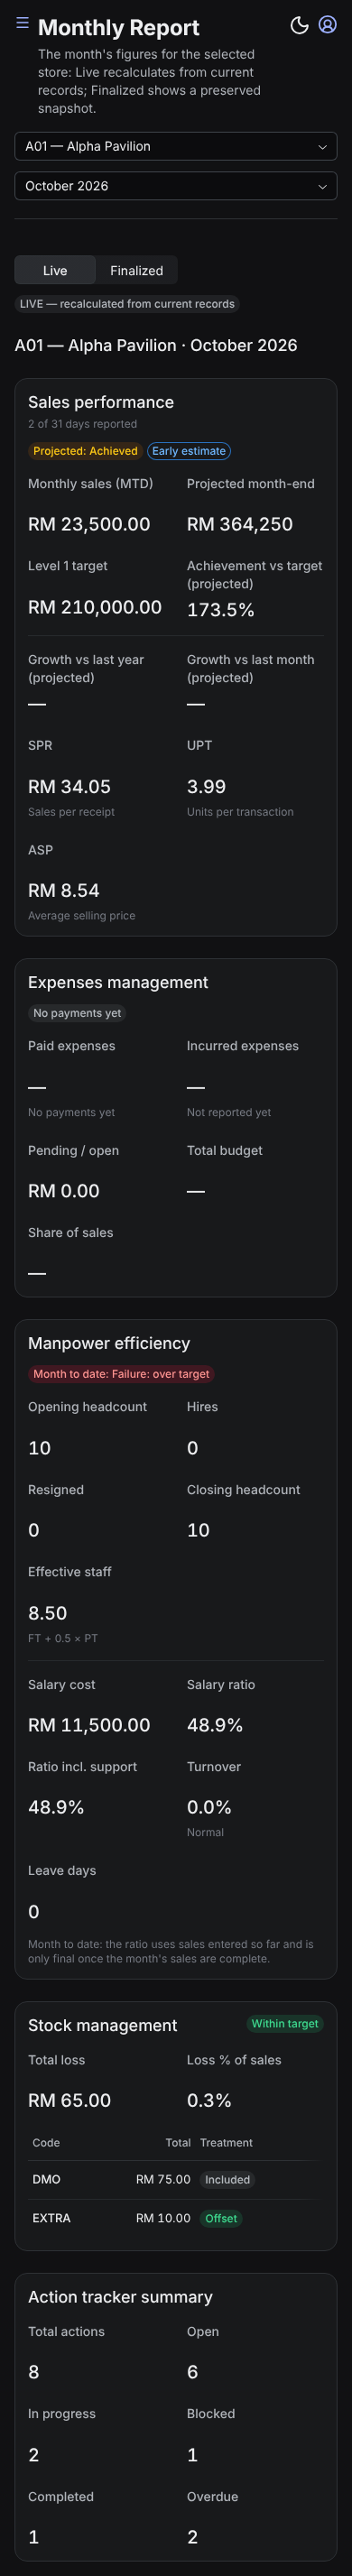 Monthly Report
The month's figures for the selected
store: Live recalculates from current
records; Finalized shows a preserved
snapshot.
A01 — Alpha Pavilion
October 2026
Live Finalized
LIVE — recalculated from current records
A01 — Alpha Pavilion · October 2026
Sales performance
2 of 31 days reported
Projected: Achieved Early estimate
Monthly sales (MTD) Projected month-end
RM 23,500.00 RM 364,250
Level 1 target Achievement vs target
(projected)
RM 210,000.00 173.5%
Growth vs last year Growth vs last month
(projected) (projected)
— —
SPR UPT
RM 34.05 3.99
Sales per receipt Units per transaction
ASP
RM 8.54
Average selling price
Expenses management
No payments yet
Paid expenses Incurred expenses
— —
No payments yet Not reported yet
Pending / open Total budget
RM 0.00 —
Share of sales
—
Manpower efficiency
Month to date: Failure: over target
Opening headcount Hires
10 0
Resigned Closing headcount
0 10
Effective staff
8.50
FT + 0.5 × PT
Salary cost Salary ratio
RM 11,500.00 48.9%
Ratio incl. support Turnover
48.9% 0.0%
Normal
Leave days
0
Month to date: the ratio uses sales entered so far and is
only final once the month's sales are complete.
Stock management Within target
Total loss Loss % of sales
RM 65.00 0.3%
Code Total Treatment
DMO RM 75.00 Included
EXTRA RM 10.00 Offset
Action tracker summary
Total actions Open
8 6
In progress Blocked
2 1
Completed Overdue
1 2